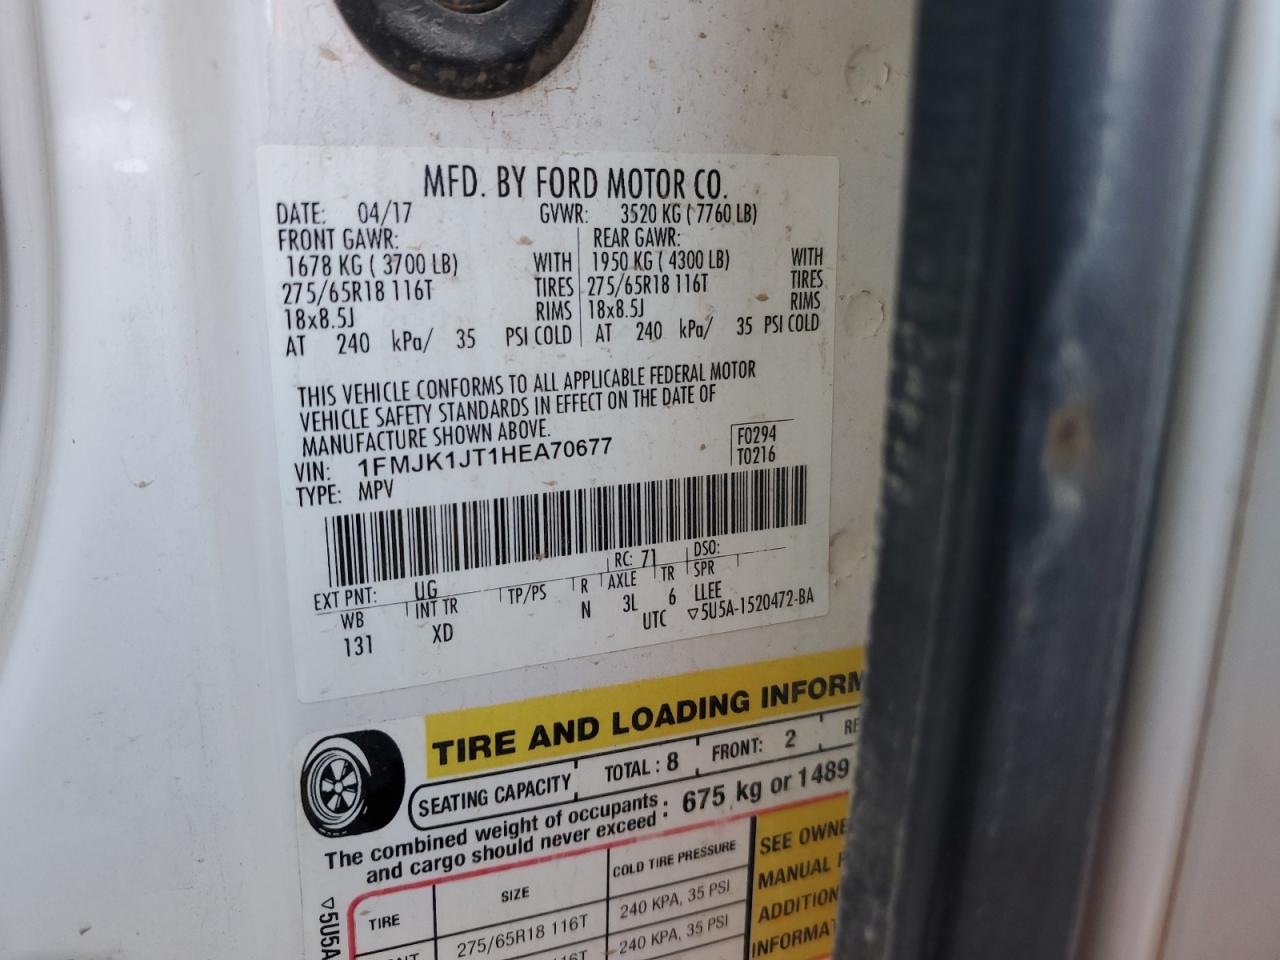 MFD. BY FORD MOTOR CO.
DATE: 04/17 GVWR: 3520 KG ( 7760 LB)
FRONT GAWR: REAR GAWR:
1678 KG ( 3700 LB) WITH 1950 KG ( 4300 LB) WITH
275/65R18 116T TIRES 275/65R18 116T TIRES
18x8.5J RIMS 18x8.5J RIMS
AT 240 kPa/ 35 PSI COLD AT 240 kPa/ 35 PSI COLD
THIS VEHICLE CONFORMS TO ALL APPLICABLE FEDERAL MOTOR
VEHICLE SAFETY STANDARDS IN EFFECT ON THE DATE OF
MANUFACTURE SHOWN ABOVE.
VIN: 1FMJK1JT1HEA70677 F0294
TYPE: MPV T0216
EXT PNT: UG RC: 71 DSO:
WB INT TR TP/PS R AXLE TR SPR
131 XD N 3L 6 LLEE
UTC ▽5U5A-1520472-BA
TIRE AND LOADING INFORM
SEATING CAPACITY TOTAL : 8 FRONT: 2 RE
The combined weight of occupants
and cargo should never exceed : 675 kg or 1489
TIRE SIZE COLD TIRE PRESSURE SEE OWNE
275/65R18 116T 240 KPA, 35 PSI MANUAL
240 KPA, 35 PSI ADDITION
INFORMA
▽5U5A